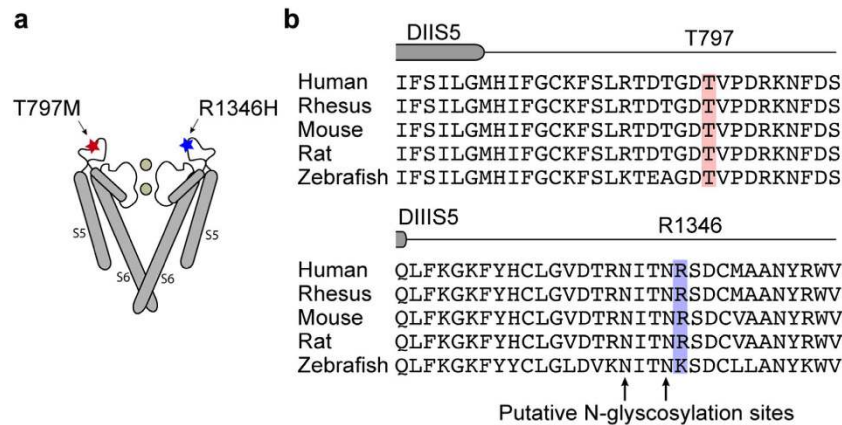 a
T797M
R1346H
S5
S6
S6
S5
b
DIIS5
T797
Human IFSILGMHIFGCKFSLRTDTGDTVPDRKNFDS
Rhesus IFSILGMHIFGCKFSLRTDTGDTVPDRKNFDS
Mouse IFSILGMHIFGCKFSLRTDTGDTVPDRKNFDS
Rat IFSILGMHIFGCKFSLRTDTGDTVPDRKNFDS
Zebrafish IFSILGMHIFGCKFSLKTEAGDTVPDRKNFDS
DIIIS5
R1346
Human QLFKGKFYHCLGVDTRNITNRSDCMAANYRWV
Rhesus QLFKGKFYHCLGVDTRNITNRSDCMAANYRWV
Mouse QLFKGKFYHCLGVDTRNITNRSDCVAANYRWV
Rat QLFKGKFYHCLGVDTRNITNRSDCVAANYRWV
Zebrafish QLFKGKFYYCLGLDVKNITNKSDCLLANYKWV
Putative N-glyscosylation sites